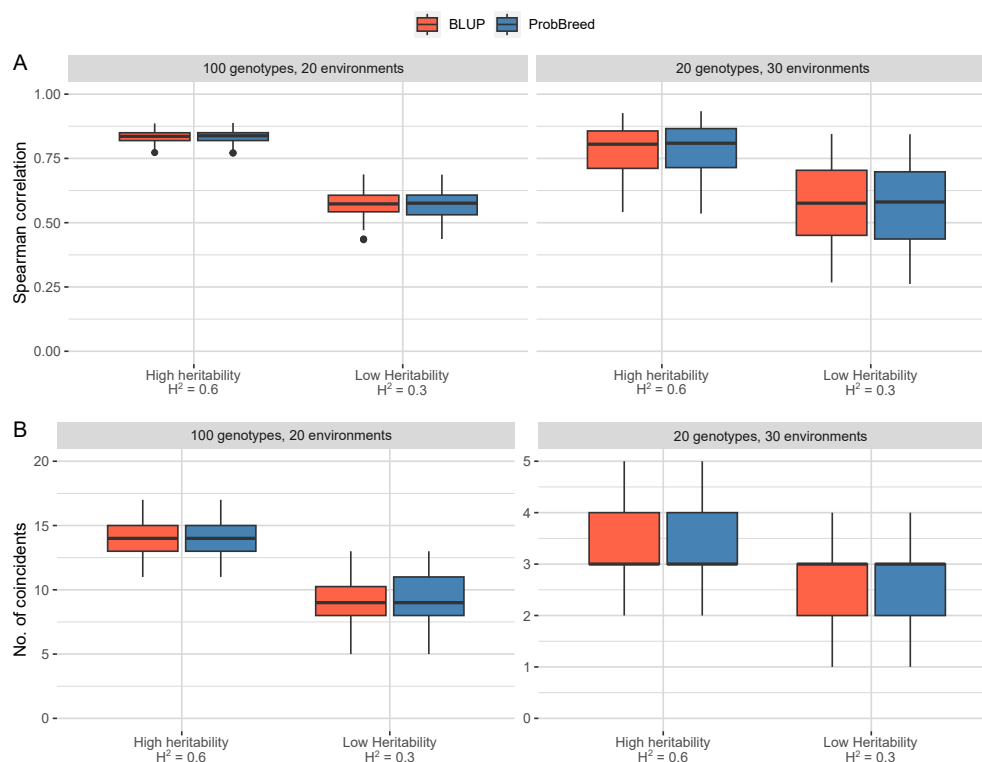 BLUP ProbBreed
A
100 genotypes, 20 environments
20 genotypes, 30 environments
Spearman correlation
1.00
0.75
0.50
0.25
0.00
High heritability
H² = 0.6
Low Heritability
H² = 0.3
High heritability
H² = 0.6
Low Heritability
H² = 0.3
B
100 genotypes, 20 environments
20 genotypes, 30 environments
No. of coincidents
20
15
10
5
0
5
4
3
2
1
0
High heritability
H² = 0.6
Low Heritability
H² = 0.3
High heritability
H² = 0.6
Low Heritability
H² = 0.3